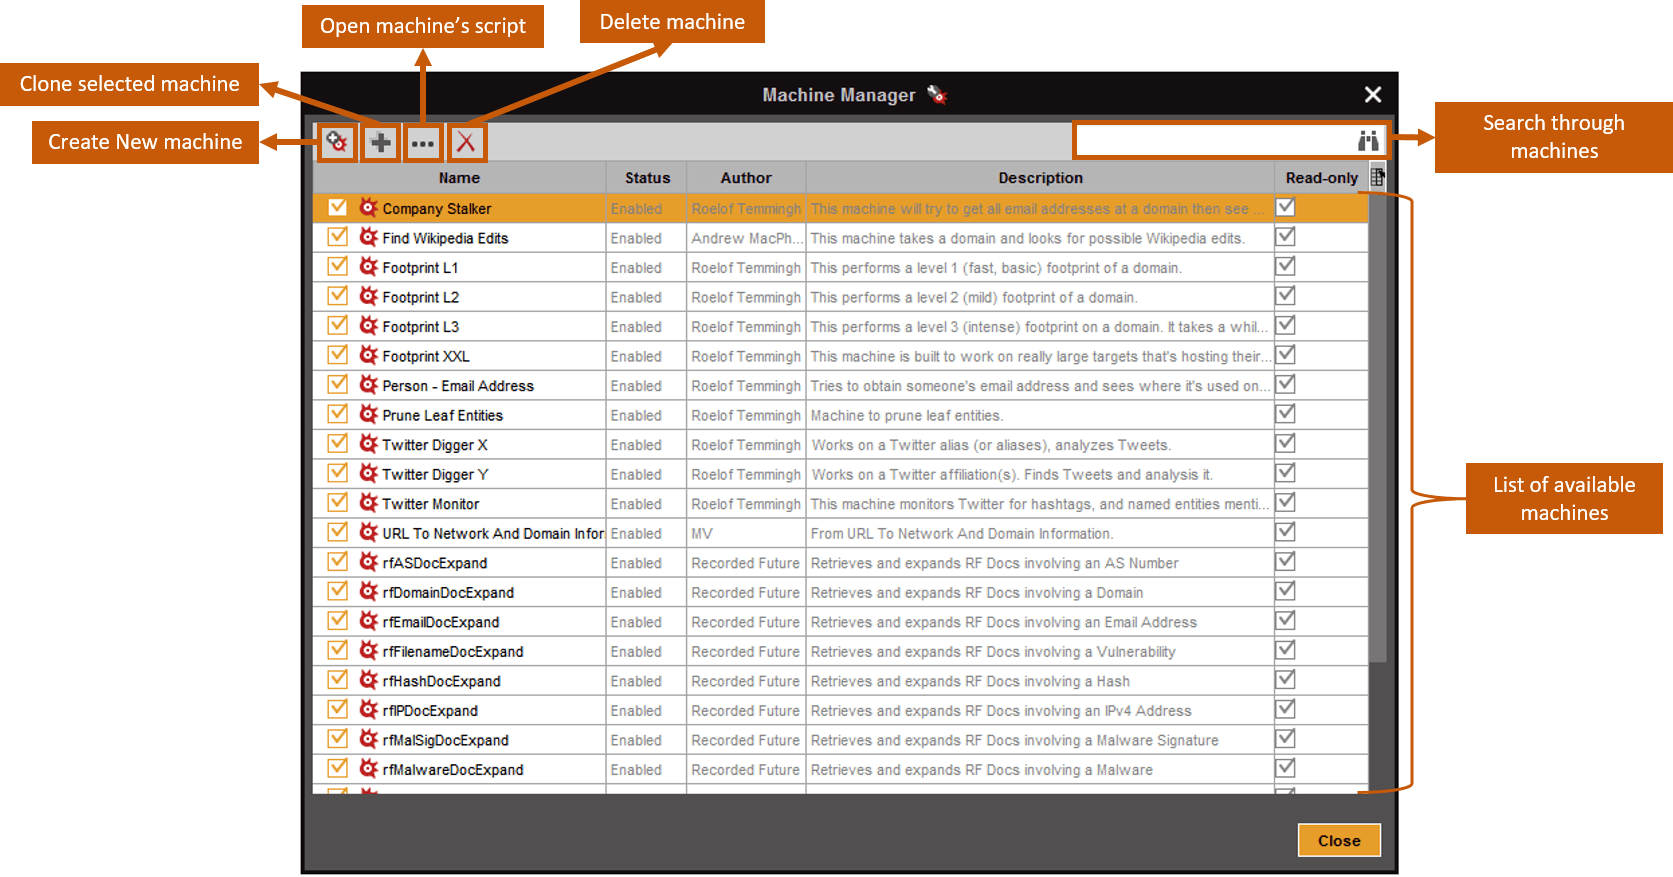 Open machine’s script
Delete machine
Clone selected machine
Create New machine
Machine Manager
Search through
machines
Name Status Author Description Read-only
Company Stalker Enabled Roelof Temmingh This machine will try to get all email addresses at a domain then see ...
Find Wikipedia Edits Enabled Andrew MacPh... This machine takes a domain and looks for possible Wikipedia edits.
Footprint L1 Enabled Roelof Temmingh This performs a level 1 (fast, basic) footprint of a domain.
Footprint L2 Enabled Roelof Temmingh This performs a level 2 (mild) footprint of a domain.
Footprint L3 Enabled Roelof Temmingh This performs a level 3 (intense) footprint on a domain. It takes a whil...
Footprint XXL Enabled Roelof Temmingh This machine is built to work on really large targets that's hosting their...
Person - Email Address Enabled Roelof Temmingh Tries to obtain someone's email address and sees where it's used on...
Prune Leaf Entities Enabled Roelof Temmingh Machine to prune leaf entities.
Twitter Digger X Enabled Roelof Temmingh Works on a Twitter alias (or aliases), analyzes Tweets.
Twitter Digger Y Enabled Roelof Temmingh Works on a Twitter affiliation(s). Finds Tweets and analysis it.
Twitter Monitor Enabled Roelof Temmingh This machine monitors Twitter for hashtags, and named entities menti...
URL To Network And Domain Infor Enabled MV From URL To Network And Domain Information.
rfASDocExpand Enabled Recorded Future Retrieves and expands RF Docs involving an AS Number
rfDomainDocExpand Enabled Recorded Future Retrieves and expands RF Docs involving a Domain
rfEmailDocExpand Enabled Recorded Future Retrieves and expands RF Docs involving an Email Address
rfFilenameDocExpand Enabled Recorded Future Retrieves and expands RF Docs involving a Vulnerability
rfHashDocExpand Enabled Recorded Future Retrieves and expands RF Docs involving a Hash
rfIPDocExpand Enabled Recorded Future Retrieves and expands RF Docs involving an IPv4 Address
rfMalSigDocExpand Enabled Recorded Future Retrieves and expands RF Docs involving a Malware Signature
rfMalwareDocExpand Enabled Recorded Future Retrieves and expands RF Docs involving a Malware
List of available
machines
Close